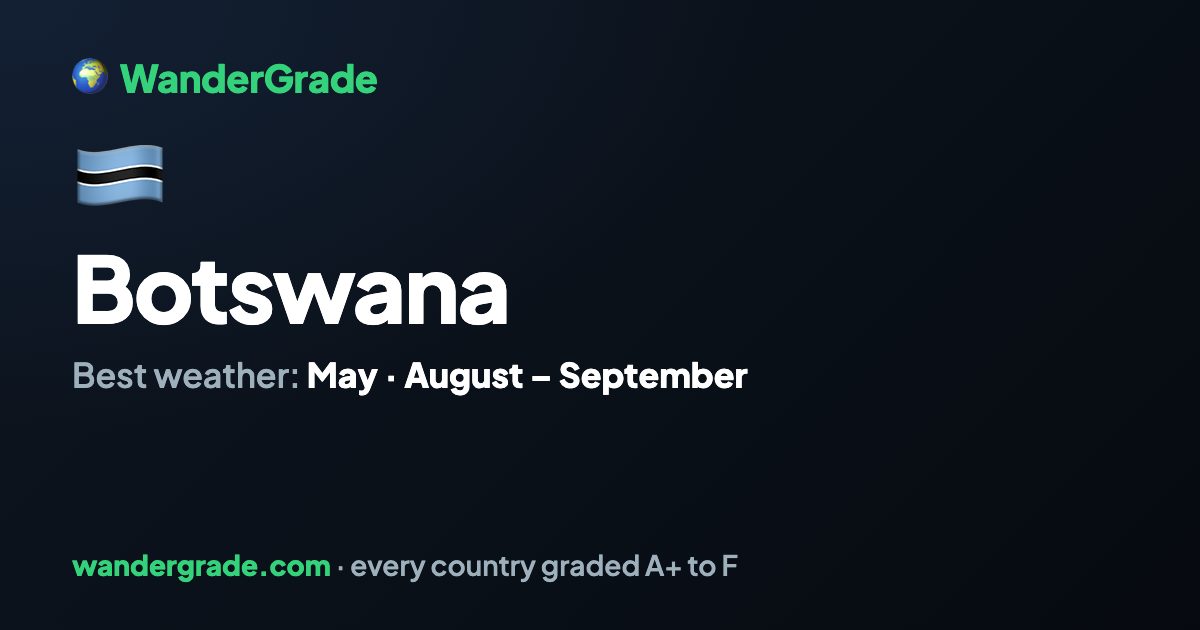 WanderGrade
Botswana
Best weather: May · August – September
wandergrade.com · every country graded A+ to F